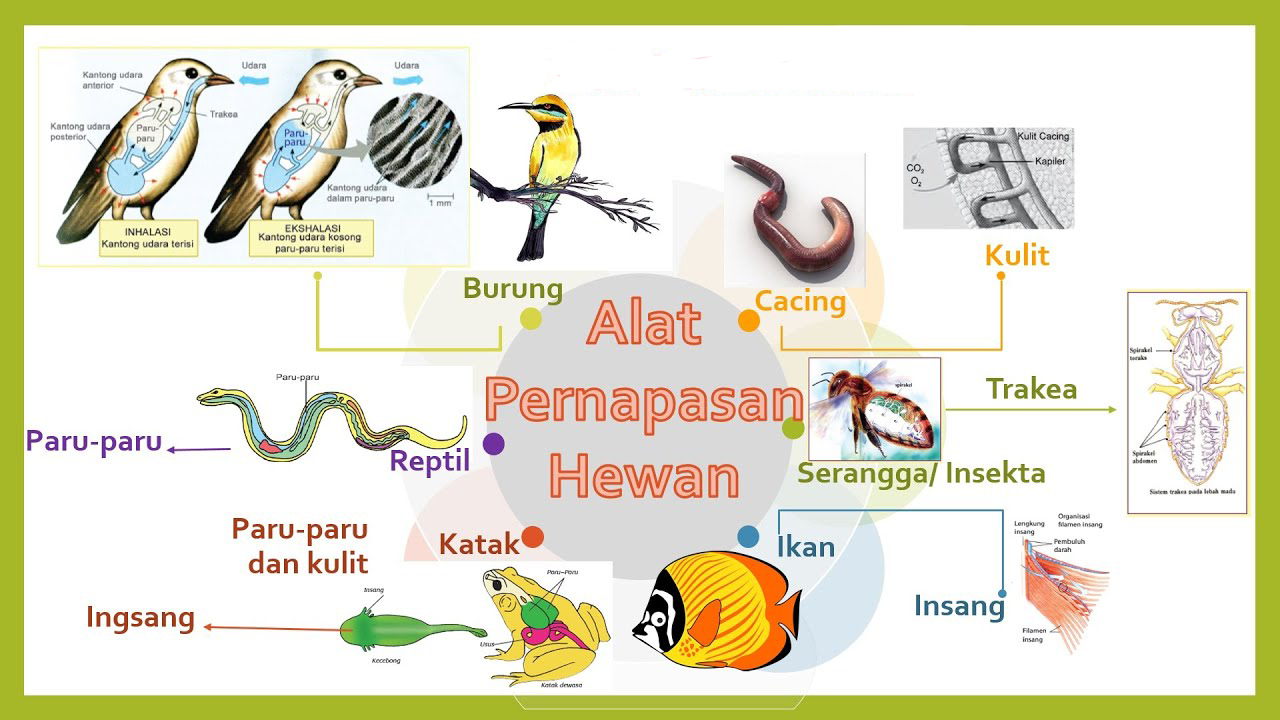 Alat
Pernapasan
Hewan
Kantong udara
anterior
Udara
Udara
Trakea
Kantong udara
posterior
Paru-
paru
Paru-
paru
Kantong udara
dalam paru-paru
1 mm
INHALASI
Kantong udara terisi
EKSHALASI
Kantong udara kosong
paru-paru terisi
Burung
Cacing
Kulit Cacing
Kapiler
CO2
O2
Kulit
Paru-paru
Paru-paru
Reptil
spirakel
Serangga/ Insekta
Trakea
Spirakel
toraks
Spirakel
abdomen
Sistem trakea pada lebah madu
Paru-paru
dan kulit
Katak
Ingsang
Insang
Kecebong
Paru-Paru
Usus
Katak dewasa
Ikan
Insang
Lengkung
insang
Organisasi
filamen insang
Pembuluh
darah
Filamen
insang